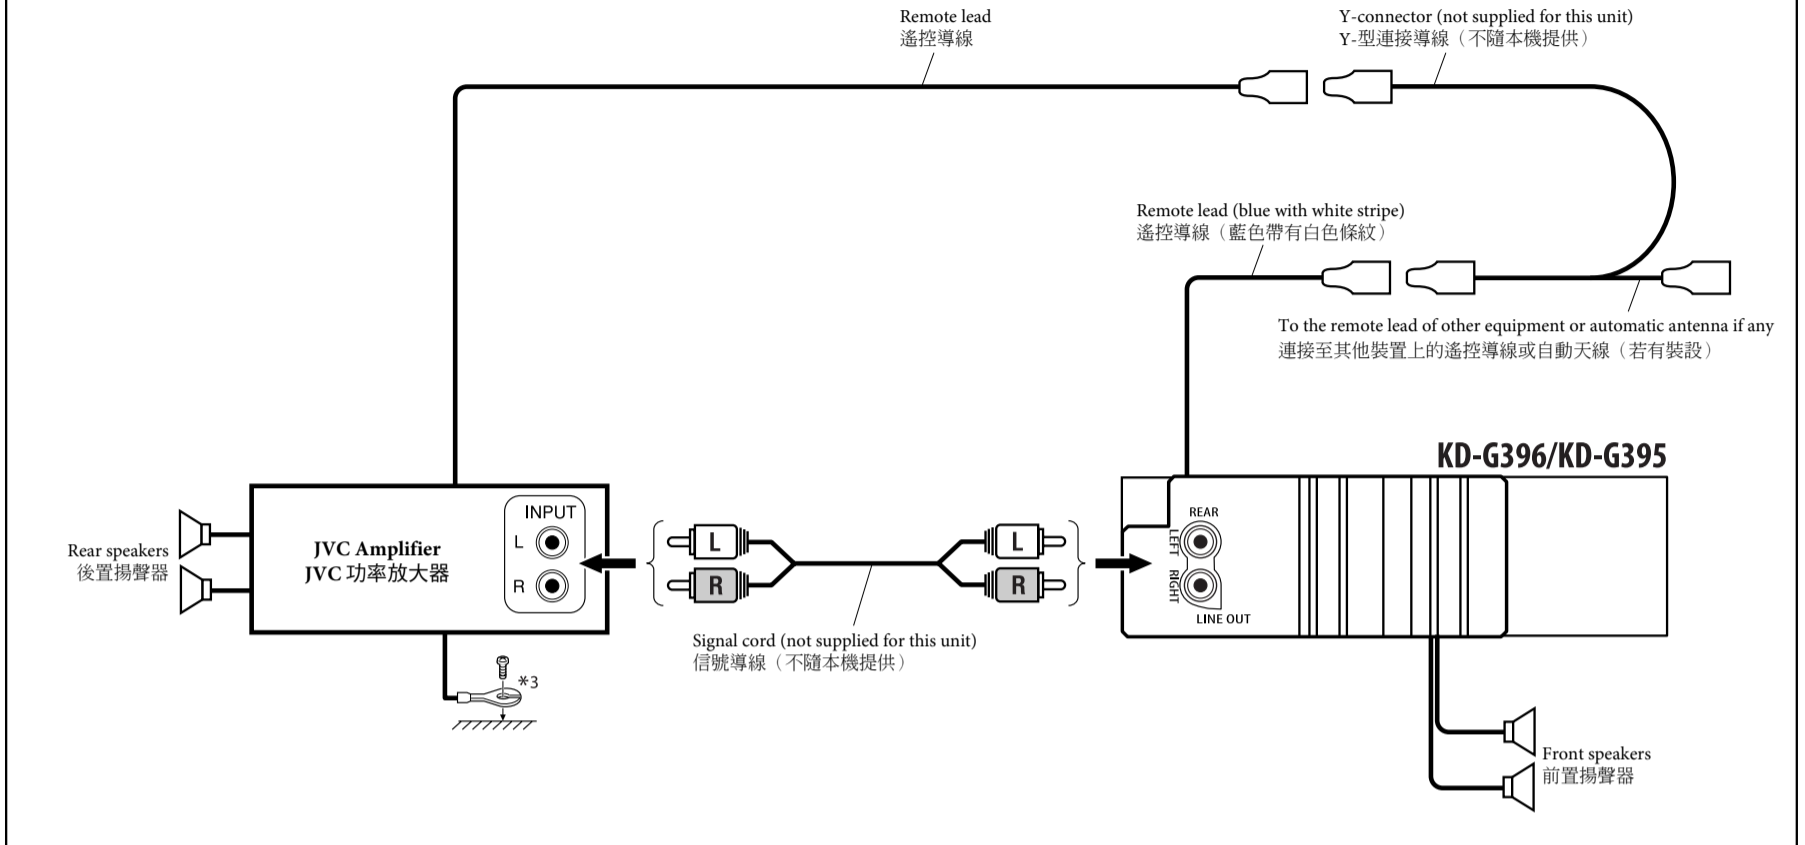 Remote lead
遙控導線
Y-connector (not supplied for this unit)
Y-型連接導線（不隨本機提供）
Remote lead (blue with white stripe)
遙控導線（藍色帶有白色條紋）
To the remote lead of other equipment or automatic antenna if any
連接至其他裝置上的遙控導線或自動天線（若有裝設）
KD-G396/KD-G395
Rear speakers
後置揚聲器
JVC Amplifier
JVC 功率放大器
INPUT
L
R
L
R
L
R
REAR
LEFT
RIGHT
LINE OUT
Signal cord (not supplied for this unit)
信號導線（不隨本機提供）
*3
Front speakers
前置揚聲器